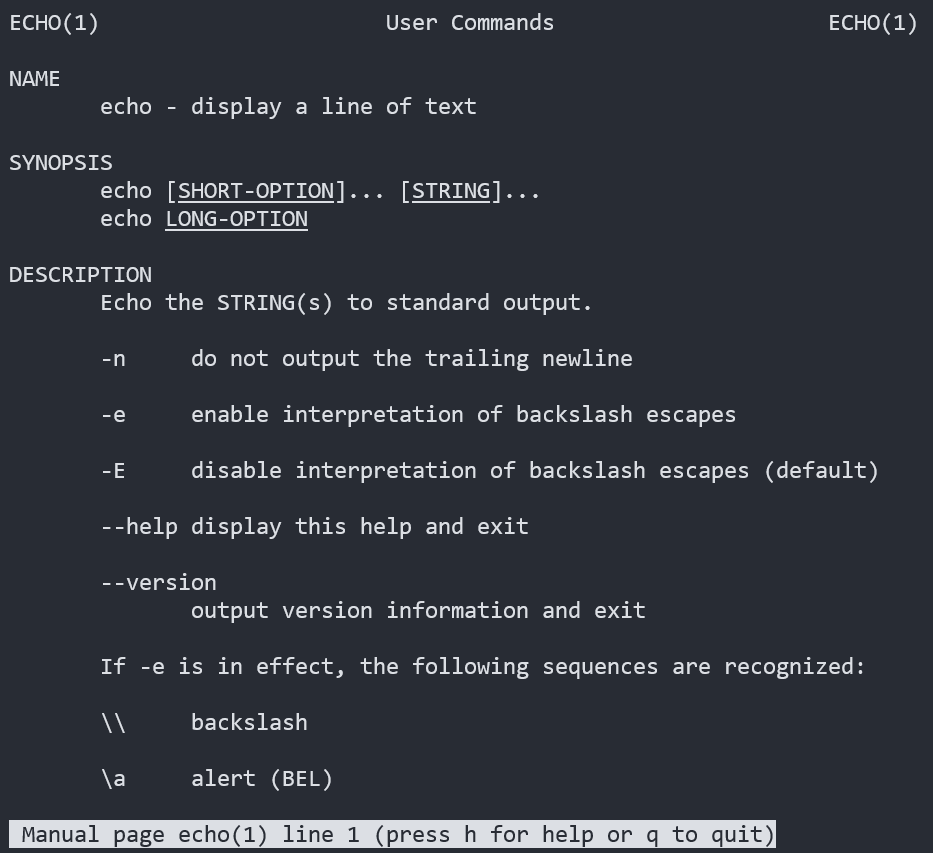 ECHO(1) User Commands ECHO(1)
NAME
echo - display a line of text
SYNOPSIS
echo [SHORT-OPTION]... [STRING]...
echo LONG-OPTION
DESCRIPTION
Echo the STRING(s) to standard output.
-n do not output the trailing newline
-e enable interpretation of backslash escapes
-E disable interpretation of backslash escapes (default)
--help display this help and exit
--version
output version information and exit
If -e is in effect, the following sequences are recognized:
\\ backslash
\a alert (BEL)
Manual page echo(1) line 1 (press h for help or q to quit)